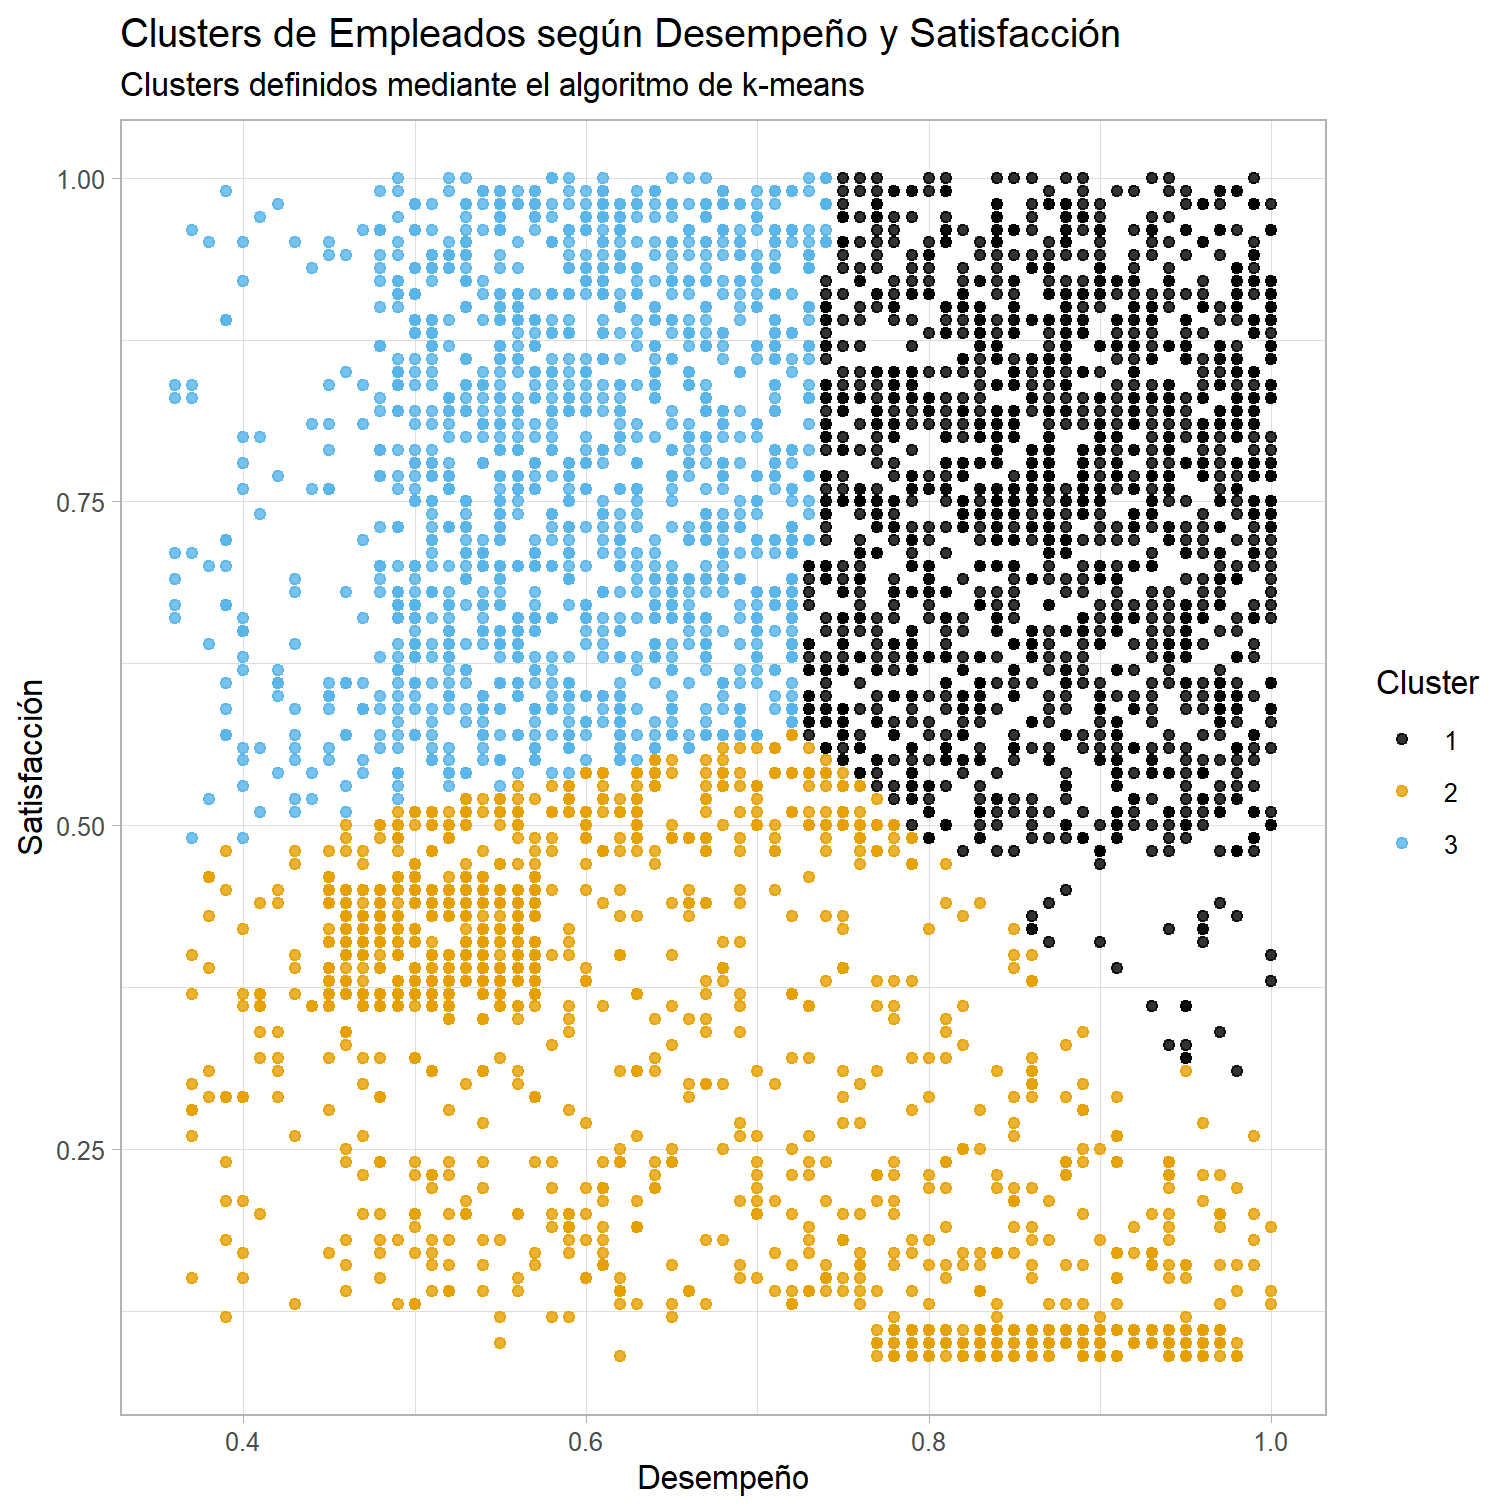 Clusters de Empleados según Desempeño y Satisfacción
Clusters definidos mediante el algoritmo de k-means
1.00
0.75
0.50
0.25
Satisfacción
0.4
0.6
0.8
1.0
Desempeño
Cluster
1
2
3